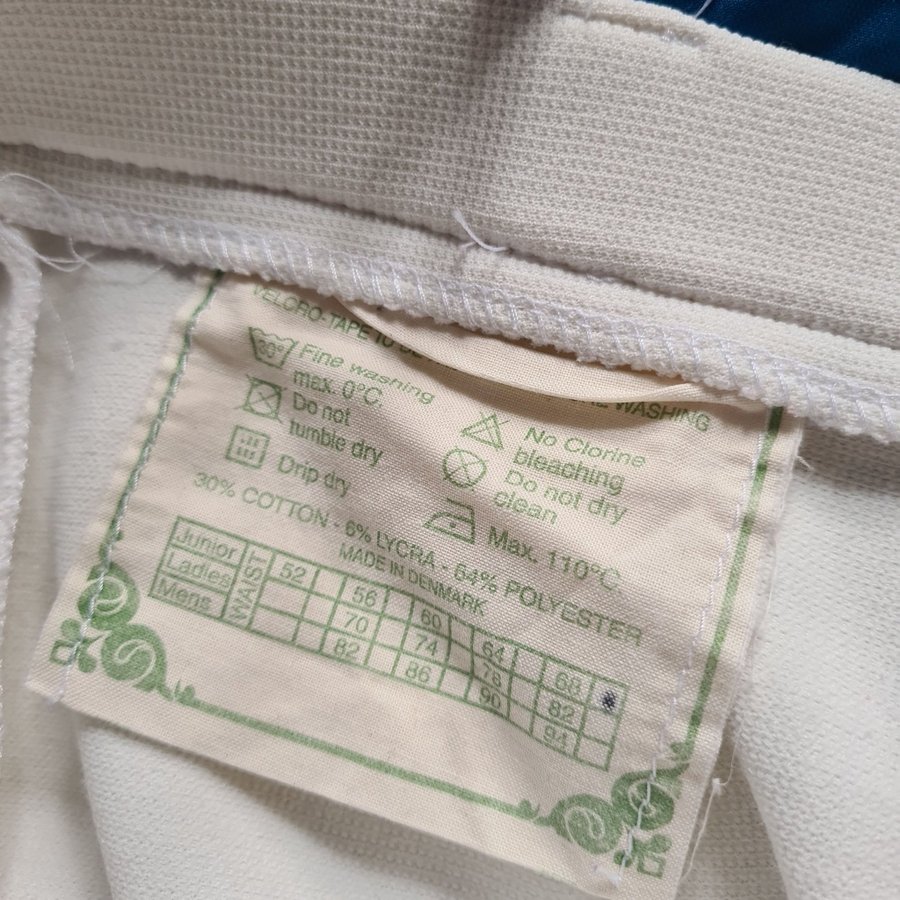 VELCRO-TAPE TO WASHING
30° Fine washing
max. 0°C.
Do not
tumble dry
Drip dry
No Clorine
bleaching
Do not dry
clean
Max. 110°C.
30% COTTON - 6% LYCRA - 64% POLYESTER
MADE IN DENMARK
WAIST
Junior 52 56 60 64 68
Ladies 70 74 78 82
Mens 82 86 90 94